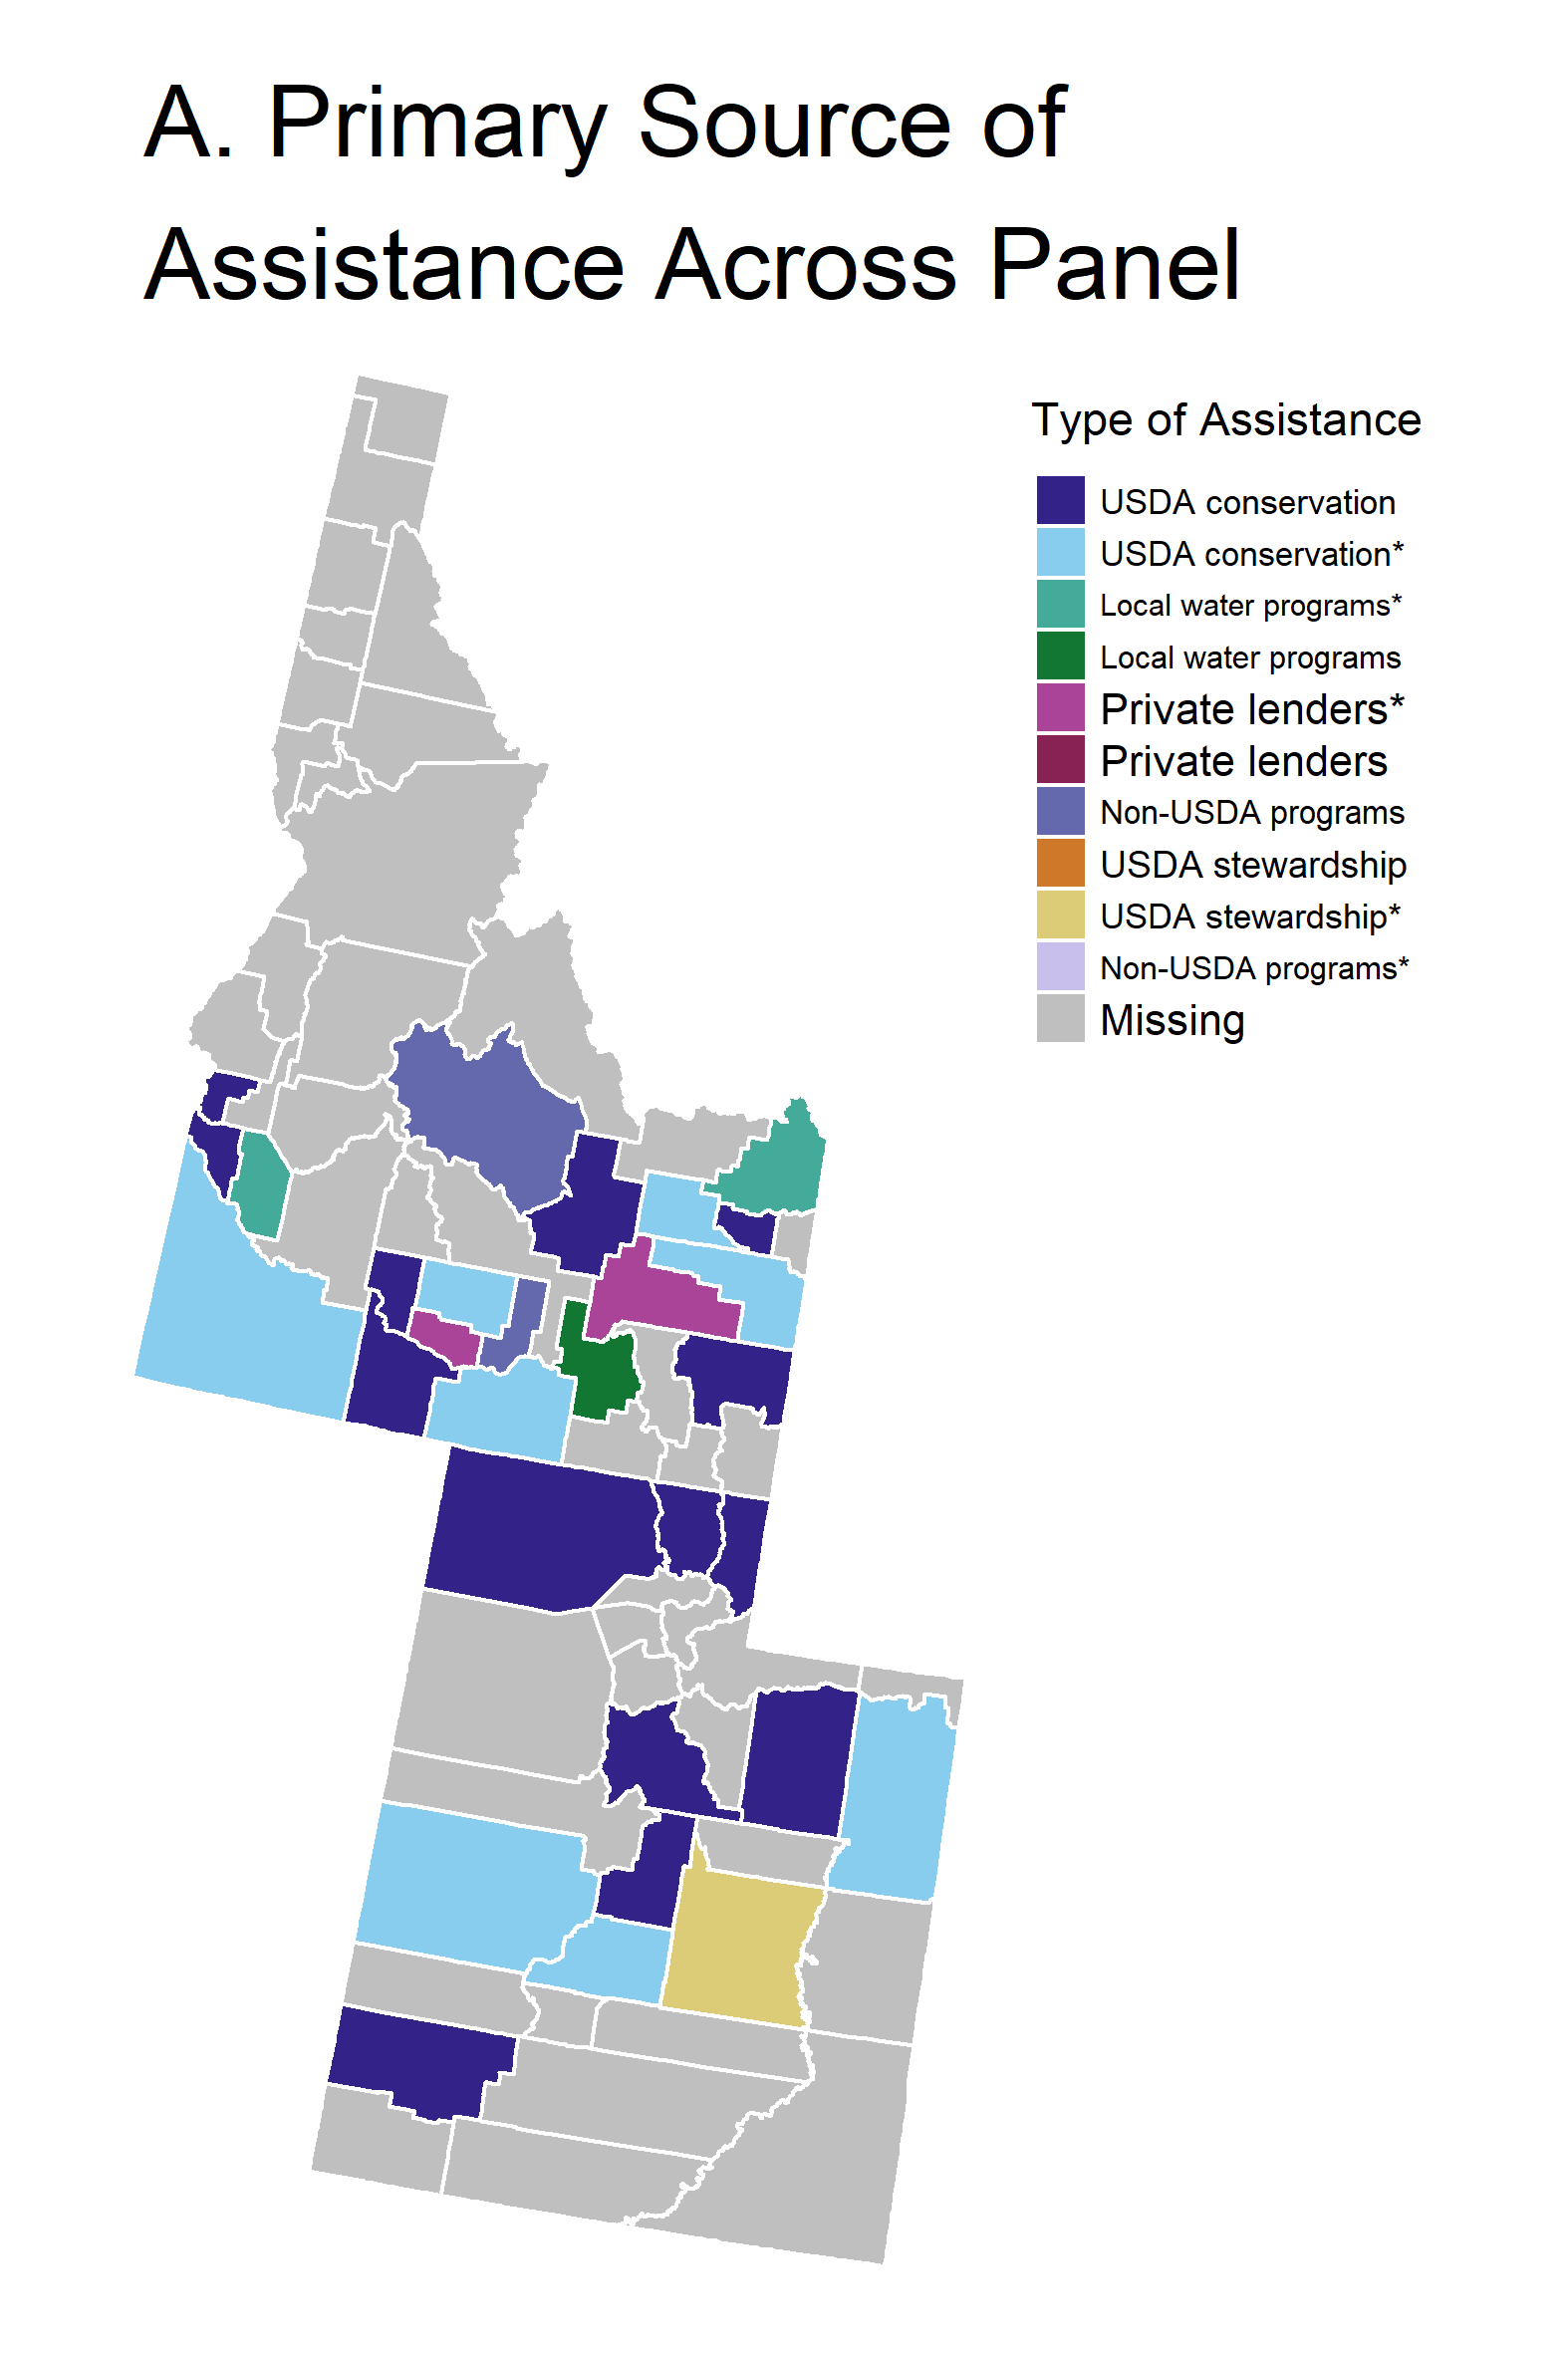 A. Primary Source of
Assistance Across Panel
Type of Assistance
USDA conservation
USDA conservation*
Local water programs*
Local water programs
Private lenders*
Private lenders
Non-USDA programs
USDA stewardship
USDA stewardship*
Non-USDA programs*
Missing